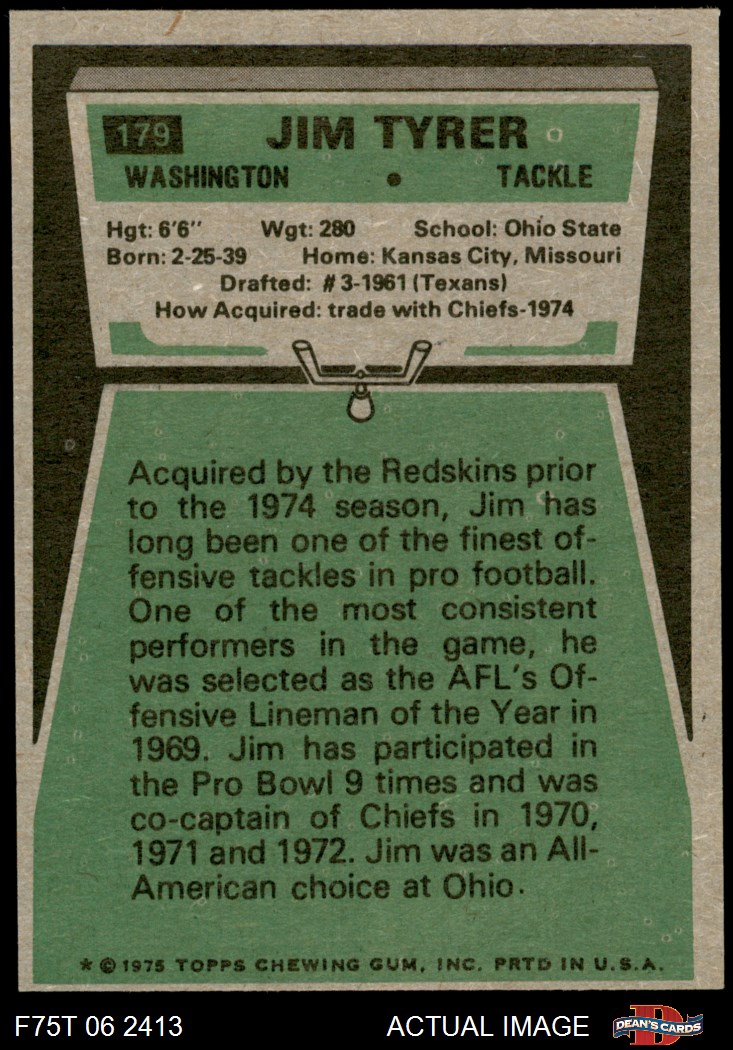 179 JIM TYRER
WASHINGTON • TACKLE
Hgt: 6'6" Wgt: 280 School: Ohio State
Born: 2-25-39 Home: Kansas City, Missouri
Drafted: #3-1961 (Texans)
How Acquired: trade with Chiefs-1974
Acquired by the Redskins prior
to the 1974 season, Jim has
long been one of the finest of-
fensive tackles in pro football.
One of the most consistent
performers in the game, he
was selected as the AFL's Of-
fensive Lineman of the Year in
1969. Jim has participated in
the Pro Bowl 9 times and was
co-captain of Chiefs in 1970,
1971 and 1972. Jim was an All-
American choice at Ohio.
* © 1975 TOPPS CHEWING GUM, INC. PRTD IN U.S.A.
F75T 06 2413 ACTUAL IMAGE D DEAN'S CARDS